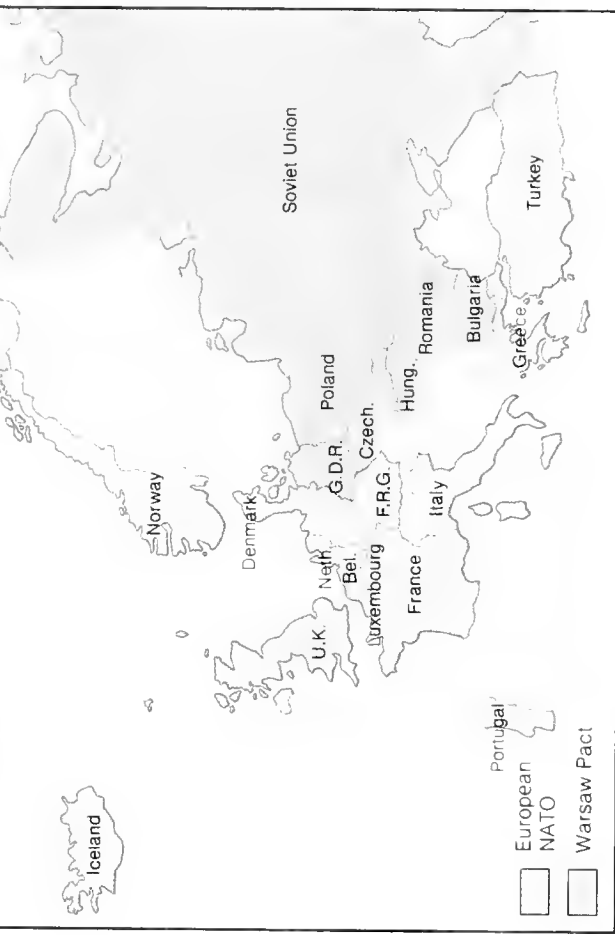 Iceland
Norway
Soviet Union
Denmark
U.K.
Neth.
Bel.
Luxembourg
G.D.R.
Poland
Czech.
F.R.G.
Hung.
France
Italy
Romania
Bulgaria
Greece
Turkey
Portugal
European
NATO
Warsaw Pact